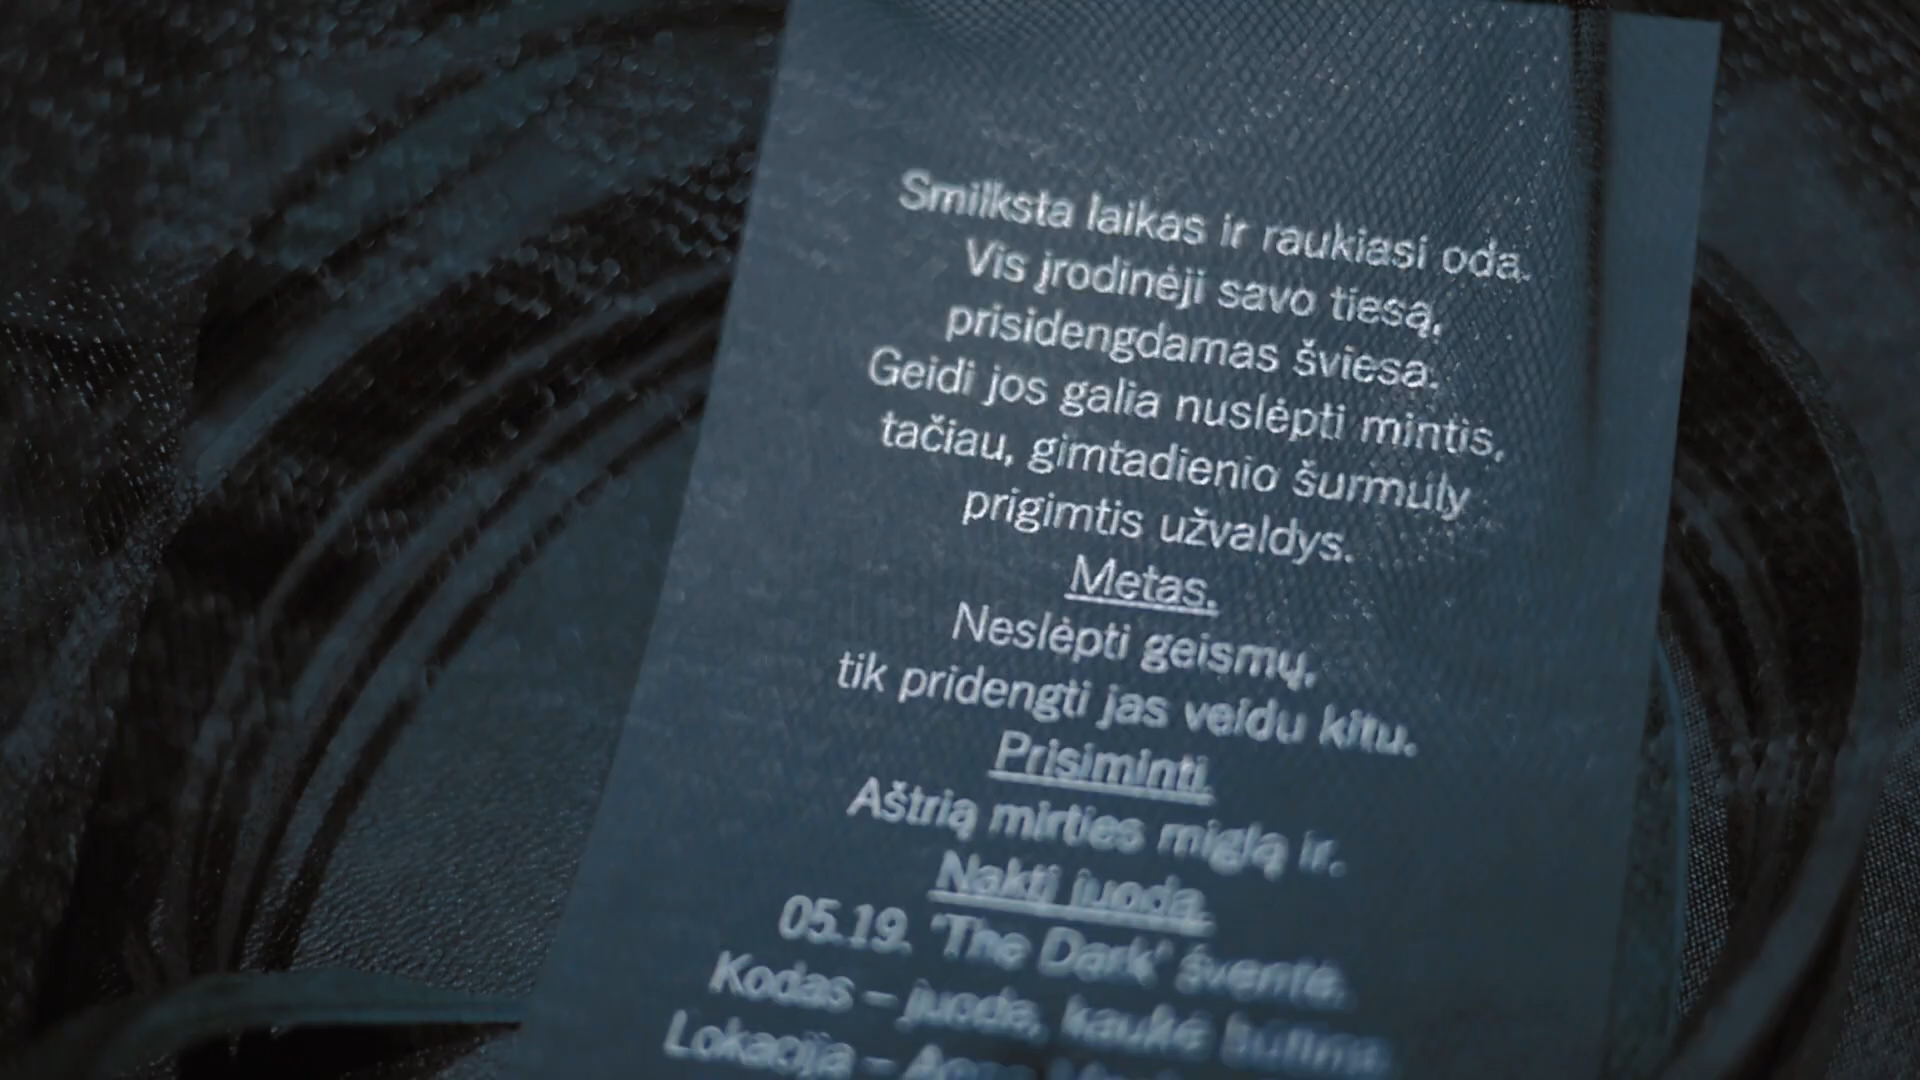 Smilksta laikas ir raukiasi oda.
Vis įrodinėji savo tiesą,
prisidengdamas šviesa.
Geidi jos galia nuslėpti mintis,
tačiau, gimtadienio šurmuly
prigimtis užvaldys.
Metas.
Neslėpti geismų,
tik pridengti jas veidu kitu.
Prisiminti.
Aštrią mirties miglą ir.
Naktį juodą.
05.19. 'The Dark' šventė.
Kodas – juoda, kaukė būtina
Lokacija –